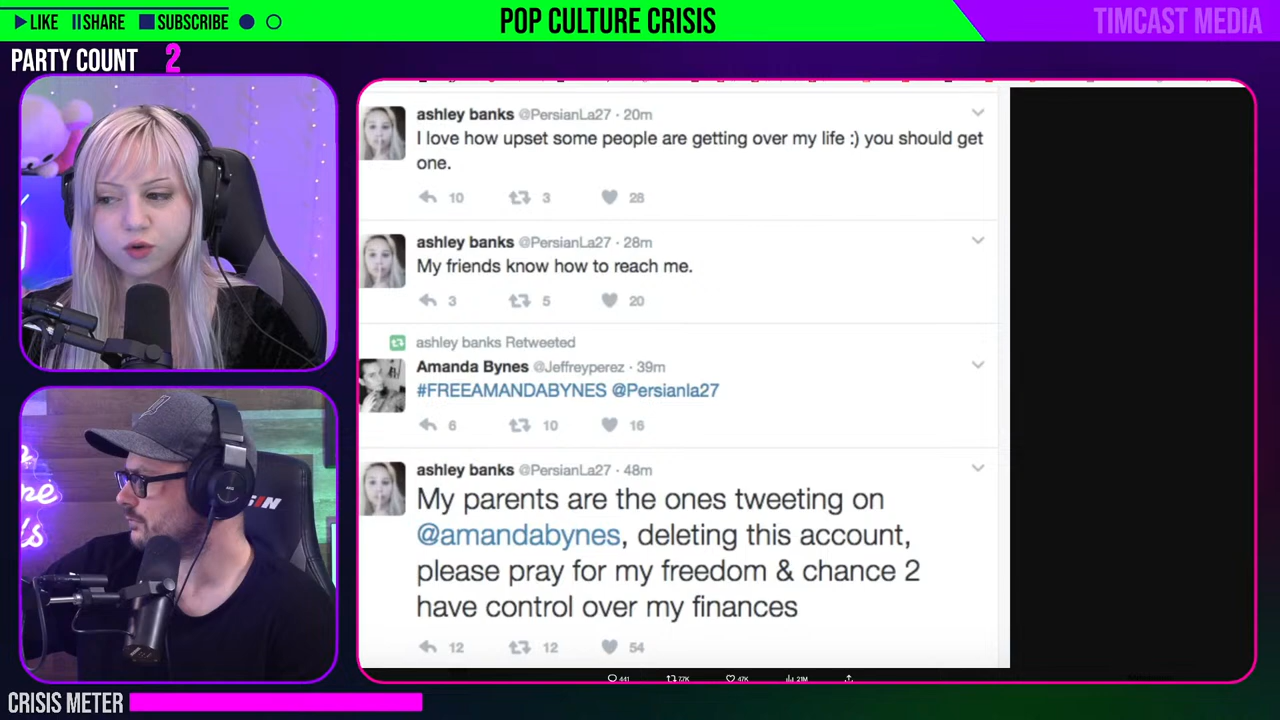 LIKE SHARE SUBSCRIBE
POP CULTURE CRISIS
TIMCAST MEDIA
PARTY COUNT 2
ashley banks @PersianLa27 · 20m
I love how upset some people are getting over my life :) you should get
one.
10 3 28
ashley banks @PersianLa27 · 28m
My friends know how to reach me.
3 5 20
ashley banks Retweeted
Amanda Bynes @Jeffreyperez · 39m
#FREEAMANDABYNES @Persianla27
6 10 16
ashley banks @PersianLa27 · 48m
My parents are the ones tweeting on
@amandabynes, deleting this account,
please pray for my freedom & chance 2
have control over my finances
12 12 54
441 47K 21M
CRISIS METER